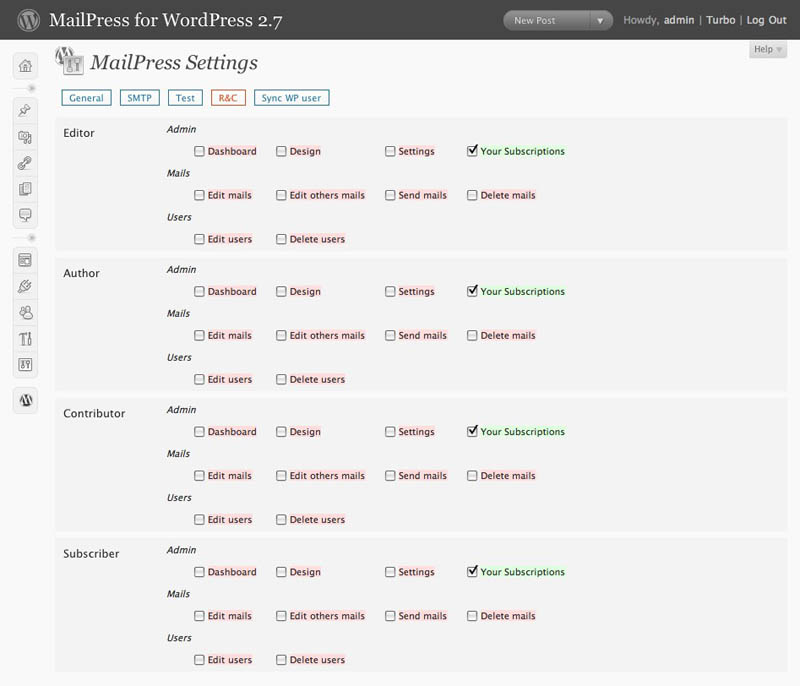 MailPress for WordPress 2.7
New Post
Howdy, admin | Turbo | Log Out
Help
MailPress Settings
General SMTP Test R&C Sync WP user
Editor
Admin
Dashboard Design Settings Your Subscriptions
Mails
Edit mails Edit others mails Send mails Delete mails
Users
Edit users Delete users
Author
Admin
Dashboard Design Settings Your Subscriptions
Mails
Edit mails Edit others mails Send mails Delete mails
Users
Edit users Delete users
Contributor
Admin
Dashboard Design Settings Your Subscriptions
Mails
Edit mails Edit others mails Send mails Delete mails
Users
Edit users Delete users
Subscriber
Admin
Dashboard Design Settings Your Subscriptions
Mails
Edit mails Edit others mails Send mails Delete mails
Users
Edit users Delete users